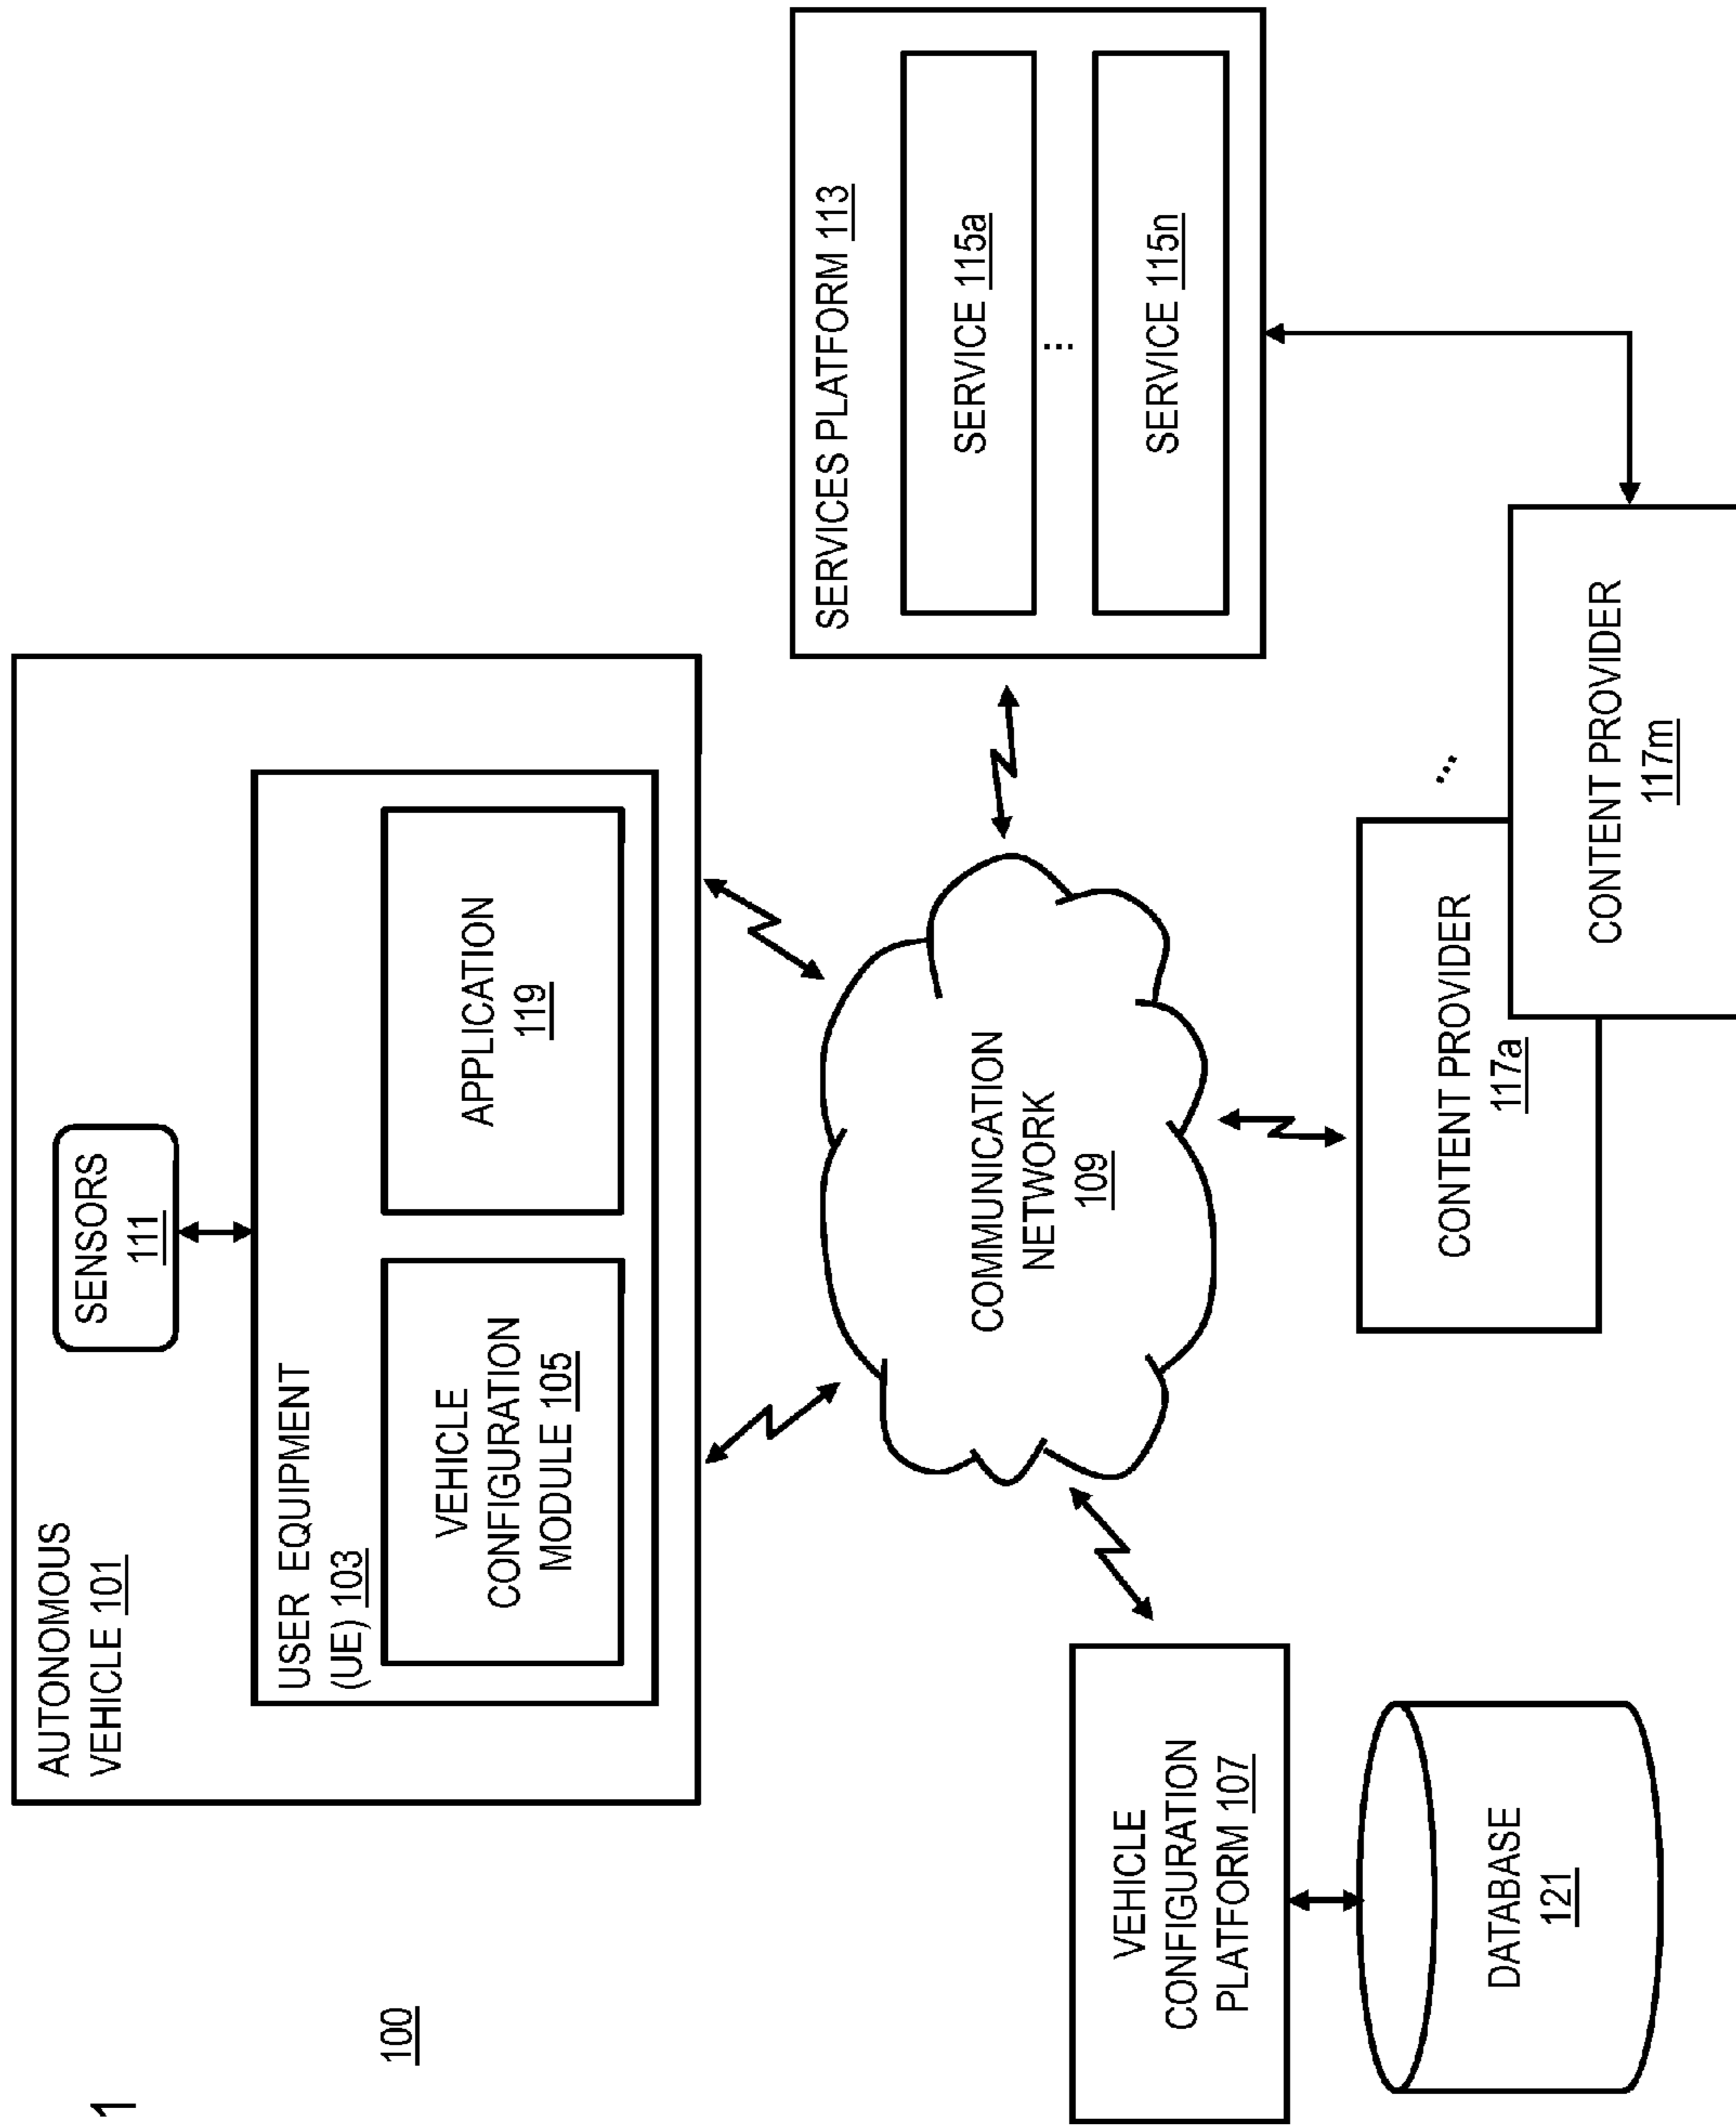 1
100
AUTONOMOUS
VEHICLE 101
SENSORS
111
USER EQUIPMENT
(UE) 103
VEHICLE
CONFIGURATION
MODULE 105
APPLICATION
119
COMMUNICATION
NETWORK
109
SERVICES PLATFORM 113
SERVICE 115a
...
SERVICE 115n
VEHICLE
CONFIGURATION
PLATFORM 107
DATABASE
121
CONTENT PROVIDER
117a
...
CONTENT PROVIDER
117m